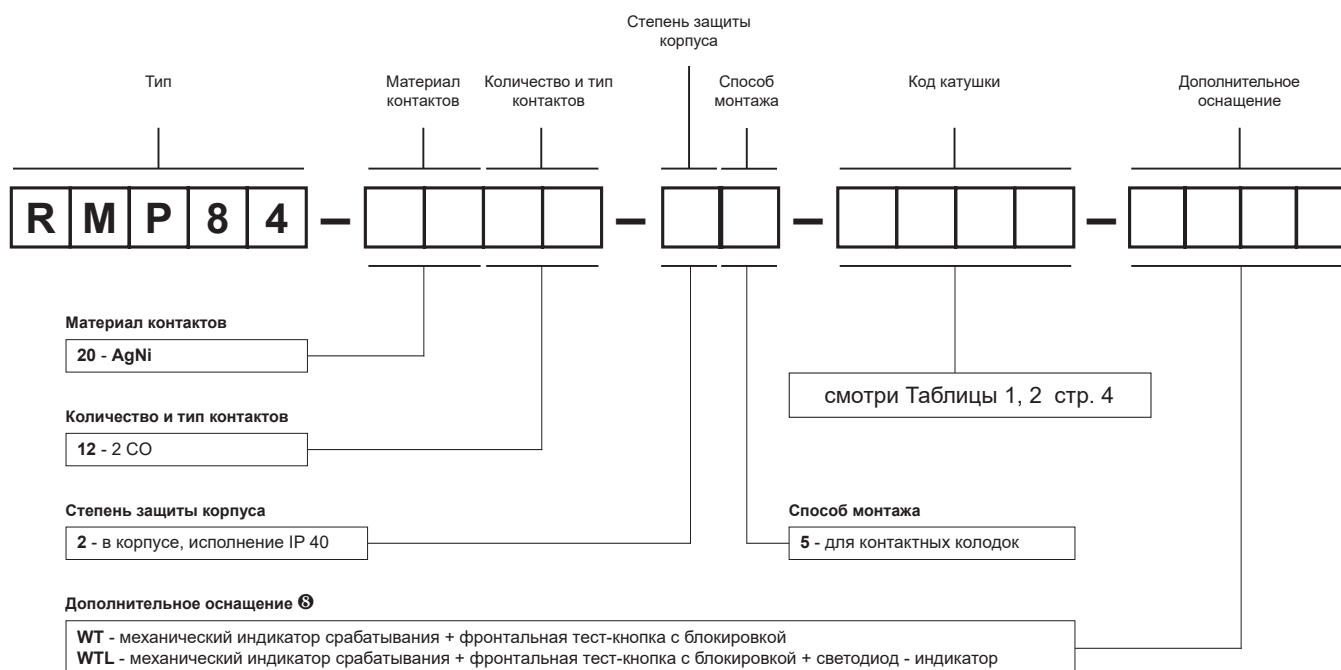 Степень защиты
корпуса
Тип
Материал
контактов
Количество и тип
контактов
Способ
монтажа
Код катушки
Дополнительное
оснащение
R M P 8 4 – – – –
Материал контактов
20 - AgNi
смотри Таблицы 1, 2 стр. 4
Количество и тип контактов
12 - 2 CO
Степень защиты корпуса
2 - в корпусе, исполнение IP 40
Способ монтажа
5 - для контактных колодок
Дополнительное оснащение ❽
WT - механический индикатор срабатывания + фронтальная тест-кнопка с блокировкой
WTL - механический индикатор срабатывания + фронтальная тест-кнопка с блокировкой + светодиод - индикатор